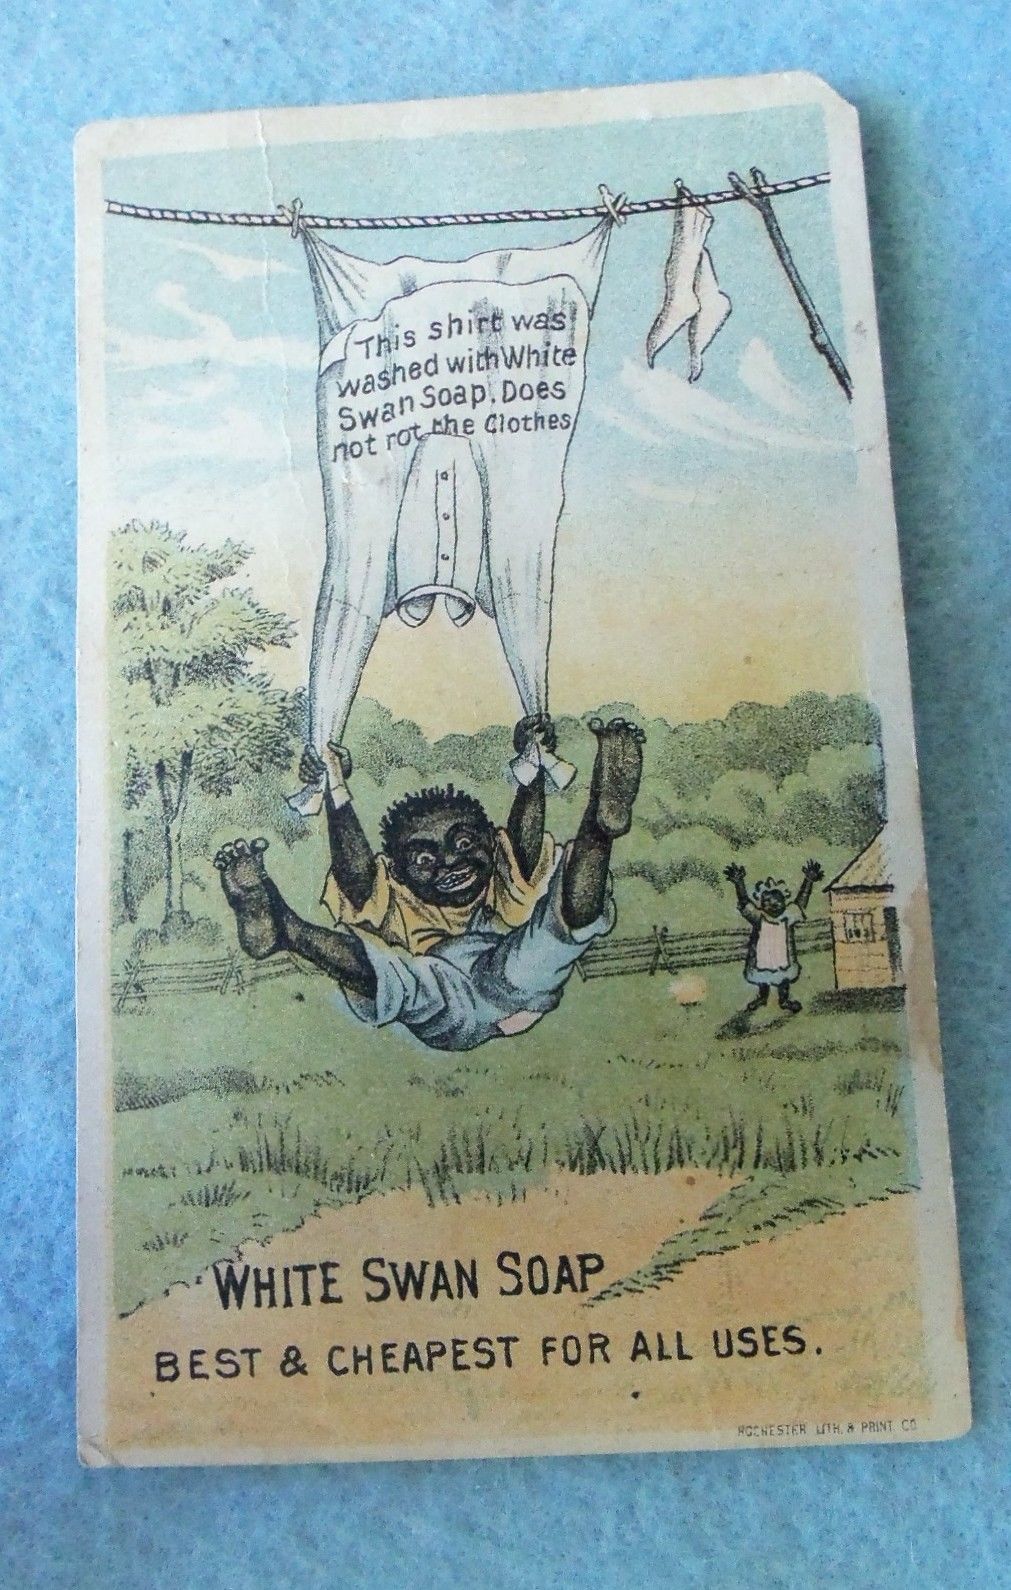 This shirt was
washed with White
Swan Soap. Does
not rot the Clothes
WHITE SWAN SOAP
BEST & CHEAPEST FOR ALL USES.
ROCHESTER LITH. & PRINT CO